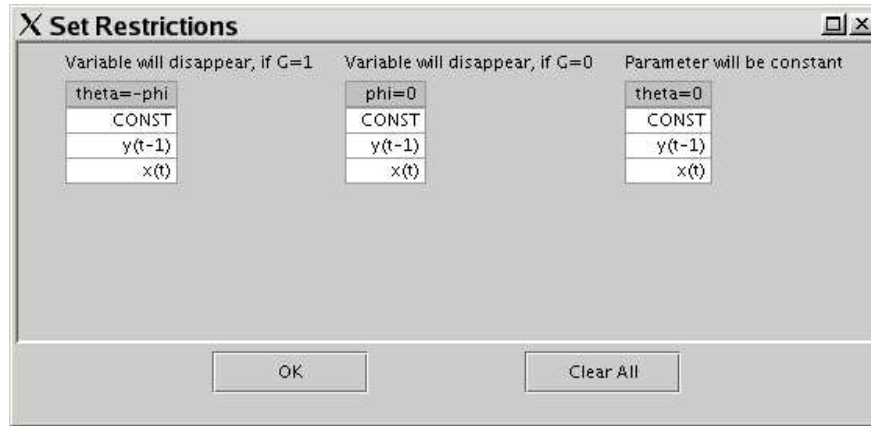 X Set Restrictions
Variable will disappear, if G=1 Variable will disappear, if G=0 Parameter will be constant
theta=-phi phi=0 theta=0
CONST CONST CONST
y(t-1) y(t-1) y(t-1)
x(t) x(t) x(t)
OK Clear All